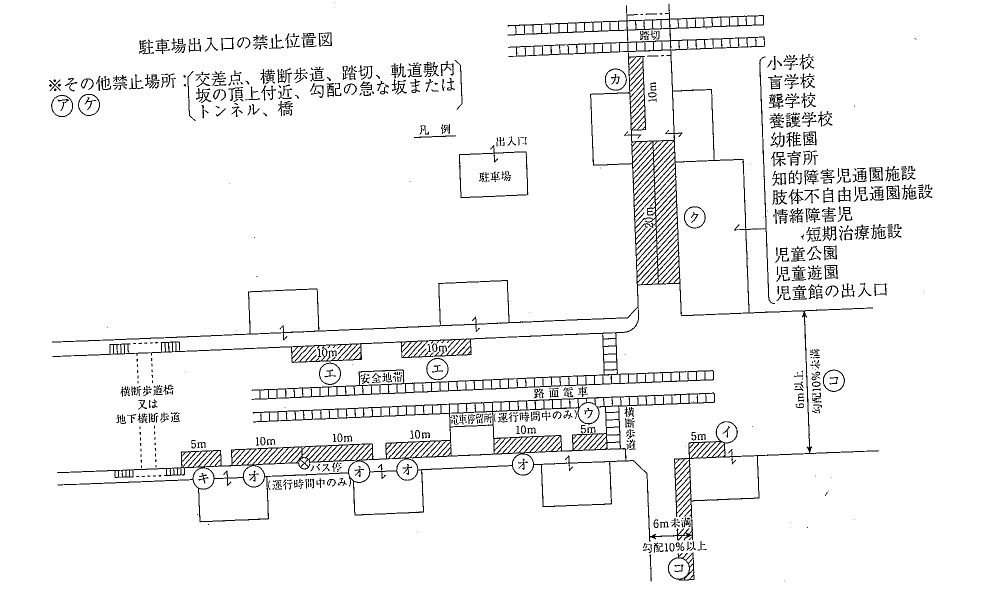 駐車場出入口の禁止位置図
※その他禁止場所：
交差点、横断歩道、踏切、軌道敷内
坂の頂上付近、勾配の急な坂または
トンネル、橋
ア ケ
凡 例
出入口
駐車場
踏切
カ
10m
小学校
盲学校
聾学校
養護学校
幼稚園
保育所
知的障害児通園施設
肢体不自由児通園施設
情緒障害児
短期治療施設
児童公園
児童遊園
児童館の出入口
20m
ク
10m
10m
エ
エ
安全地帯
路面電車
横断歩道橋
又は
地下横断歩道
電車停留所
(運行時間中のみ)
ウ
横断歩道
6m以上
勾配10%未満
コ
5m
10m
10m
10m
10m
5m
5m
イ
バス停
(運行時間中のみ)
キ
オ
オ
オ
オ
6m未満
勾配10%以上
コ